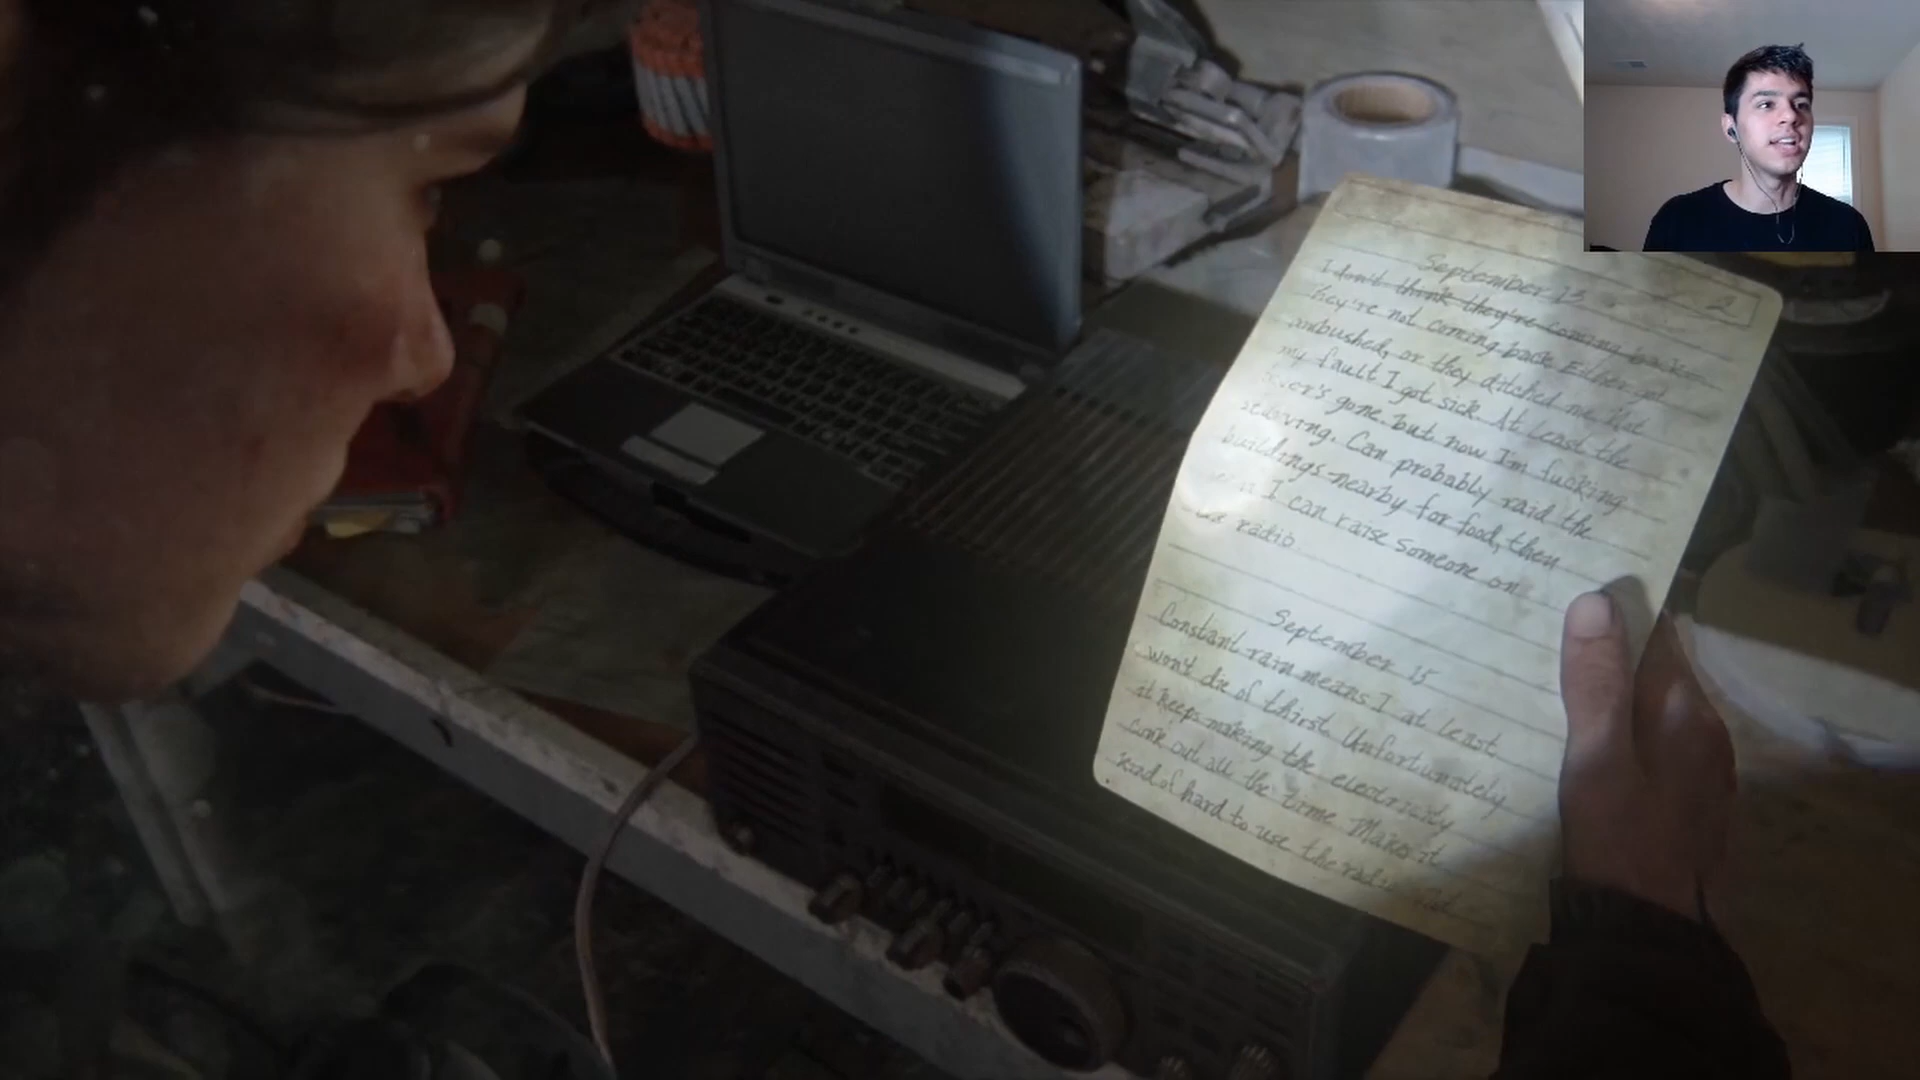 September 13
2
I don't think they're coming back
They're not coming back. Either got
ambushed, or they ditched me. Not
my fault I got sick. At least the
fever's gone but now I'm fucking
starving. Can probably raid the
buildings nearby for food, then
I can raise someone on
radio.
September 15
Constant rain means I at least
won't die of thirst. Unfortunately
it keeps making the electricity
conk out all the time. Makes it
kind of hard to use the radio.